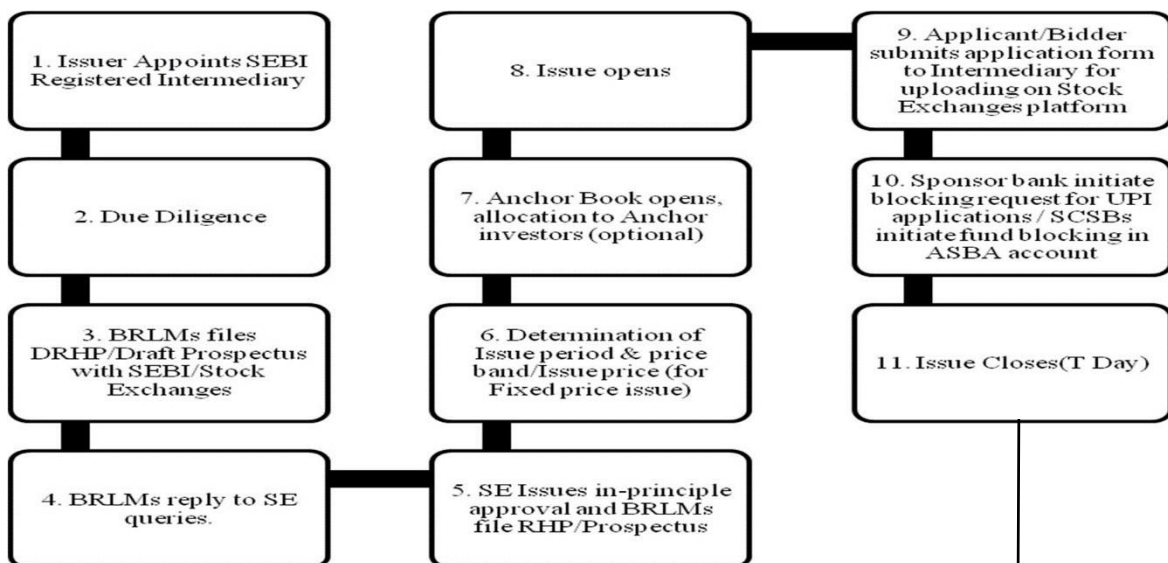 1. Issuer Appoints SEBI
Registered Intermediary
2. Due Diligence
3. BRLMs files
DRHP/Draft Prospectus
with SEBI/Stock
Exchanges
4. BRLMs reply to SE
queries.
5. SE Issues in-principle
approval and BRLMs
file RHP/Prospectus
6. Determination of
Issue period & price
band/Issue price (for
Fixed price issue)
7. Anchor Book opens,
allocation to Anchor
investors (optional)
8. Issue opens
9. Applicant/Bidder
submits application form
to Intermediary for
uploading on Stock
Exchanges platform
10. Sponsor bank initiate
blocking request for UPI
applications / SCSBs
initiate fund blocking in
ASBA account
11. Issue Closes(T Day)